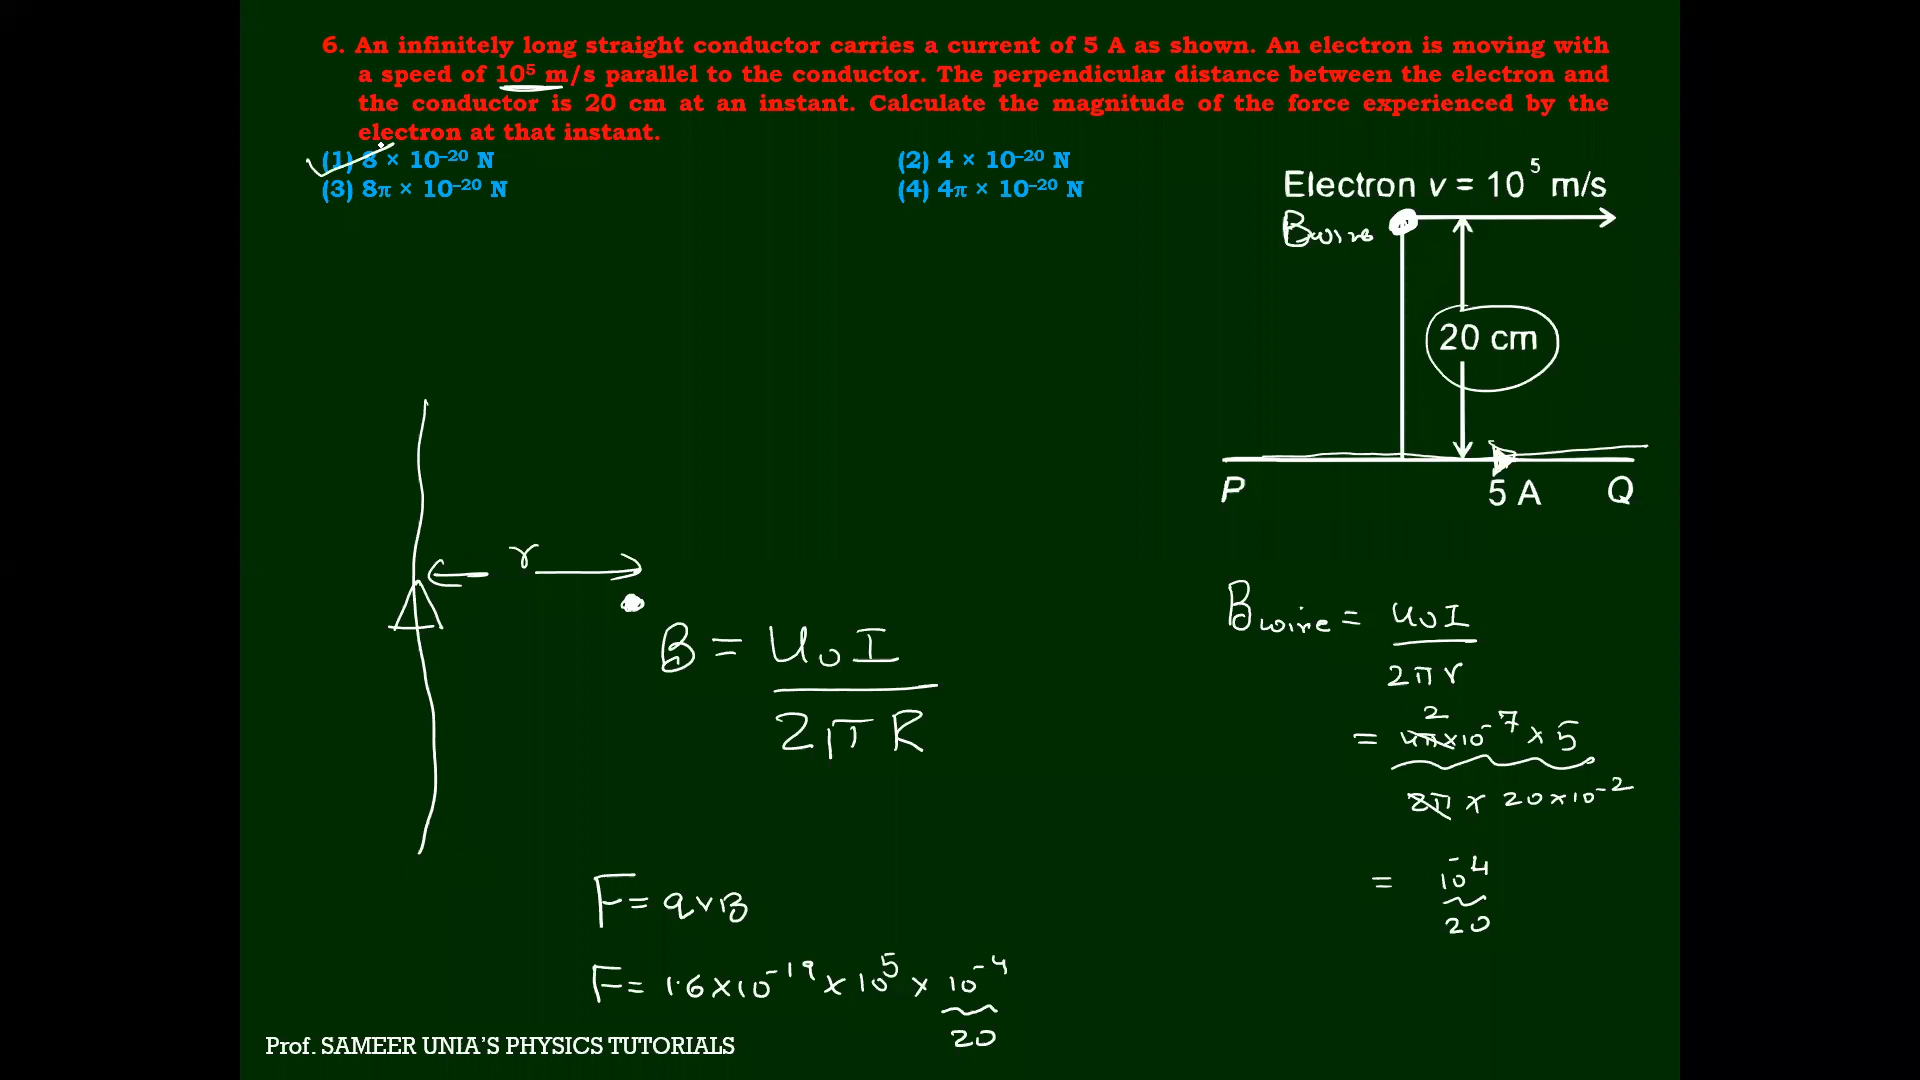 6. An infinitely long straight conductor carries a current of 5 A as shown. An electron is moving with
a speed of 10⁵ m/s parallel to the conductor. The perpendicular distance between the electron and
the conductor is 20 cm at an instant. Calculate the magnitude of the force experienced by the
electron at that instant.
(1) 8 × 10⁻²⁰ N
(2) 4 × 10⁻²⁰ N
(3) 8π × 10⁻²⁰ N
(4) 4π × 10⁻²⁰ N
Electron v = 10⁵ m/s
Bwire
20 cm
P
5 A
Q
r
B = u₀I / 2πR
Bwire = u₀I / 2πr
= 2 4π×10⁻⁷ × 5 / 2π × 20×10⁻²
= 10⁻⁴ / 20
F = qvB
F = 1.6×10⁻¹⁹ × 10⁵ × 10⁻⁴ / 20
Prof. SAMEER UNIA'S PHYSICS TUTORIALS